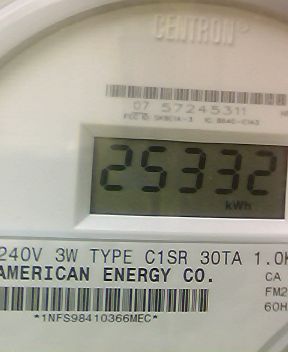 CENTRON®
07 57245311
25332
kWh
240V 3W TYPE C1SR 30TA 1.0K
AMERICAN ENERGY CO. CA
FM2
60H
*1NFS98410366MEC*